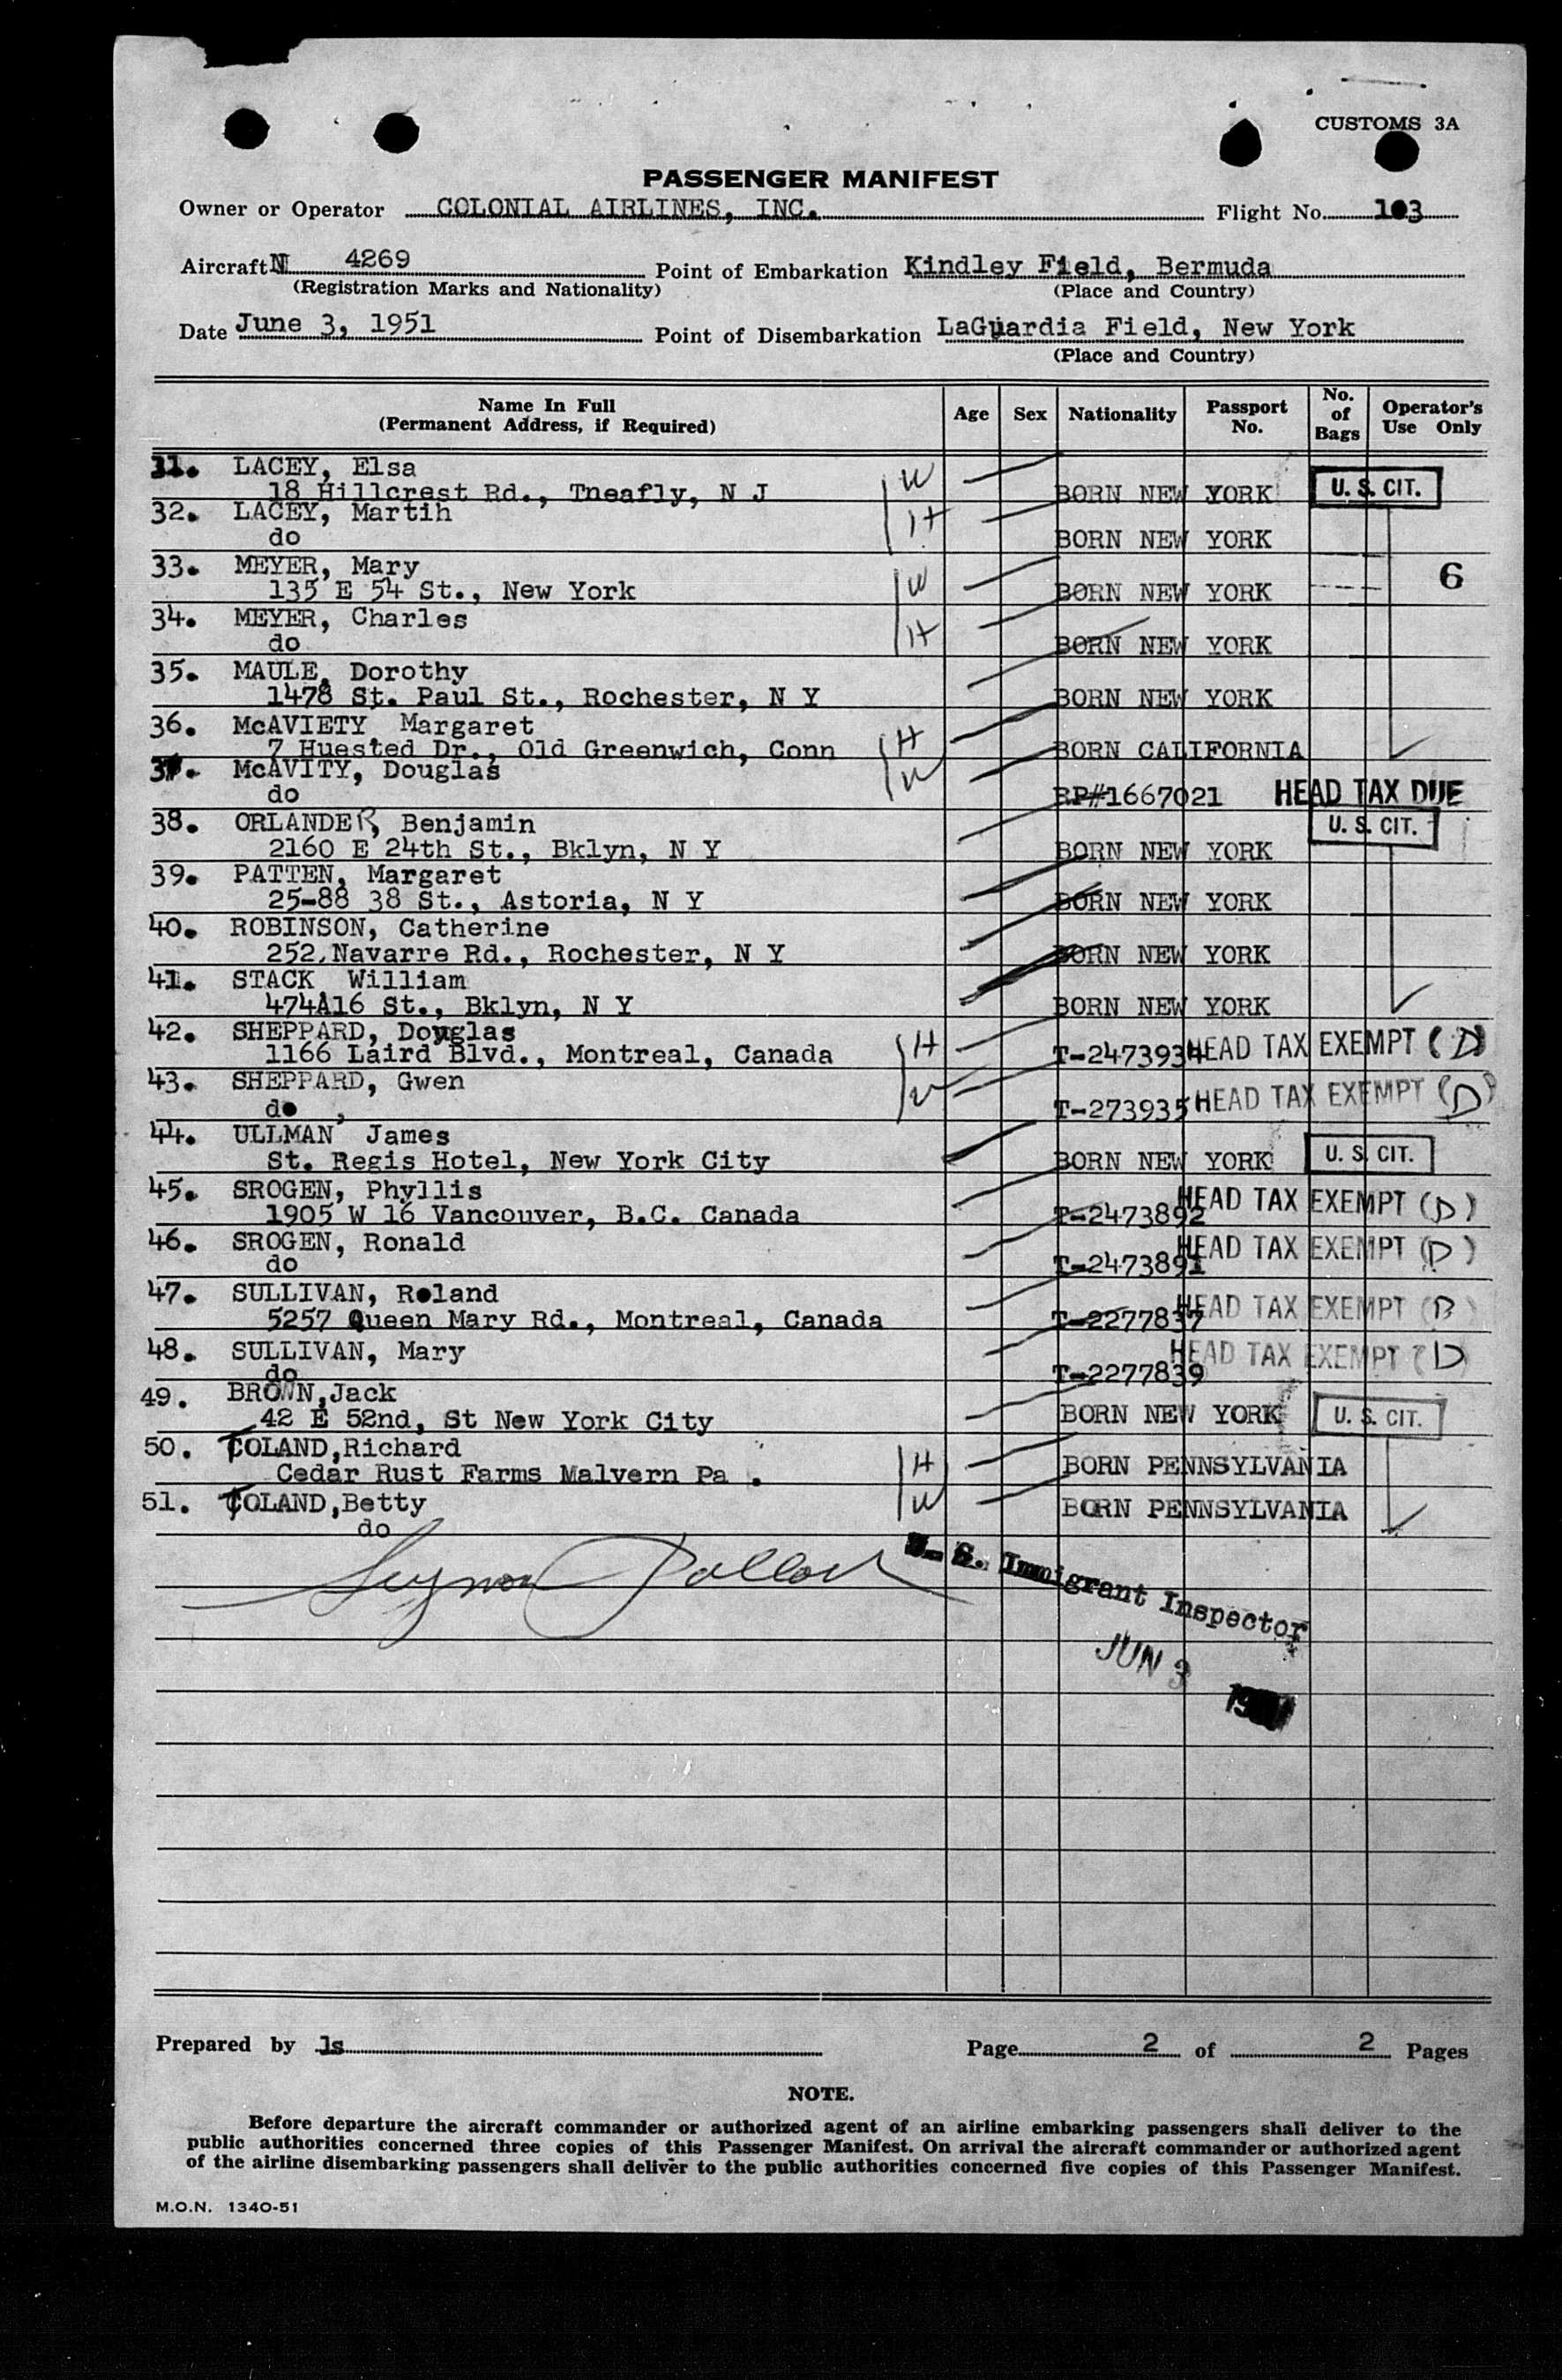 CUSTOMS 3A
PASSENGER MANIFEST
Owner or Operator COLONIAL AIRLINES, INC. Flight No. 103
Aircraft N 4269 Point of Embarkation Kindley Field, Bermuda
(Registration Marks and Nationality) (Place and Country)
Date June 3, 1951 Point of Disembarkation LaGuardia Field, New York
(Place and Country)
Name In Full (Permanent Address, if Required) Age Sex Nationality Passport No. No. of Bags Operator's Use Only
31. LACEY, Elsa W
18 Hillcrest Rd., Tneafly, N J BORN NEW YORK U. S. CIT.
32. LACEY, Martin H
do BORN NEW YORK
33. MEYER, Mary W 6
135 E 54 St., New York BORN NEW YORK
34. MEYER, Charles H
do BORN NEW YORK
35. MAULE, Dorothy
1478 St. Paul St., Rochester, N Y BORN NEW YORK
36. McAVIETY, Margaret H
7 Huested Dr., Old Greenwich, Conn BORN CALIFORNIA
37. McAVITY, Douglas W
do RP#1667021 HEAD TAX DUE
38. ORLANDER, Benjamin U. S. CIT.
2160 E 24th St., Bklyn, N Y BORN NEW YORK
39. PATTEN, Margaret
25-88 38 St., Astoria, N Y BORN NEW YORK
40. ROBINSON, Catherine
252 Navarre Rd., Rochester, N Y BORN NEW YORK
41. STACK William
474A16 St., Bklyn, N Y BORN NEW YORK
42. SHEPPARD, Douglas H
1166 Laird Blvd., Montreal, Canada T-2473934 HEAD TAX EXEMPT (D)
43. SHEPPARD, Gwen W
do , T-273935 HEAD TAX EXEMPT (D)
44. ULLMAN, James
St. Regis Hotel, New York City BORN NEW YORK U. S. CIT.
45. SROGEN, Phyllis
1905 W 16 Vancouver, B.C. Canada T-2473892 HEAD TAX EXEMPT (D)
46. SROGEN, Ronald
do T-2473891 HEAD TAX EXEMPT (D)
47. SULLIVAN, Roland
5257 Queen Mary Rd., Montreal, Canada T-2277837 HEAD TAX EXEMPT (D)
48. SULLIVAN, Mary
do T-2277839 HEAD TAX EXEMPT (D)
49. BROWN,Jack
42 E 52nd, St New York City BORN NEW YORK U. S. CIT.
50. TOLAND,Richard H
Cedar Rust Farms Malvern Pa . BORN PENNSYLVANIA
51. TOLAND,Betty W BORN PENNSYLVANIA
do
Seymour Pollock
U. S. Immigrant Inspector
JUN 3
Prepared by ls Page 2 of 2 Pages
NOTE.
Before departure the aircraft commander or authorized agent of an airline embarking passengers shall deliver to the
public authorities concerned three copies of this Passenger Manifest. On arrival the aircraft commander or authorized agent
of the airline disembarking passengers shall deliver to the public authorities concerned five copies of this Passenger Manifest.
M.O.N. 1340-51